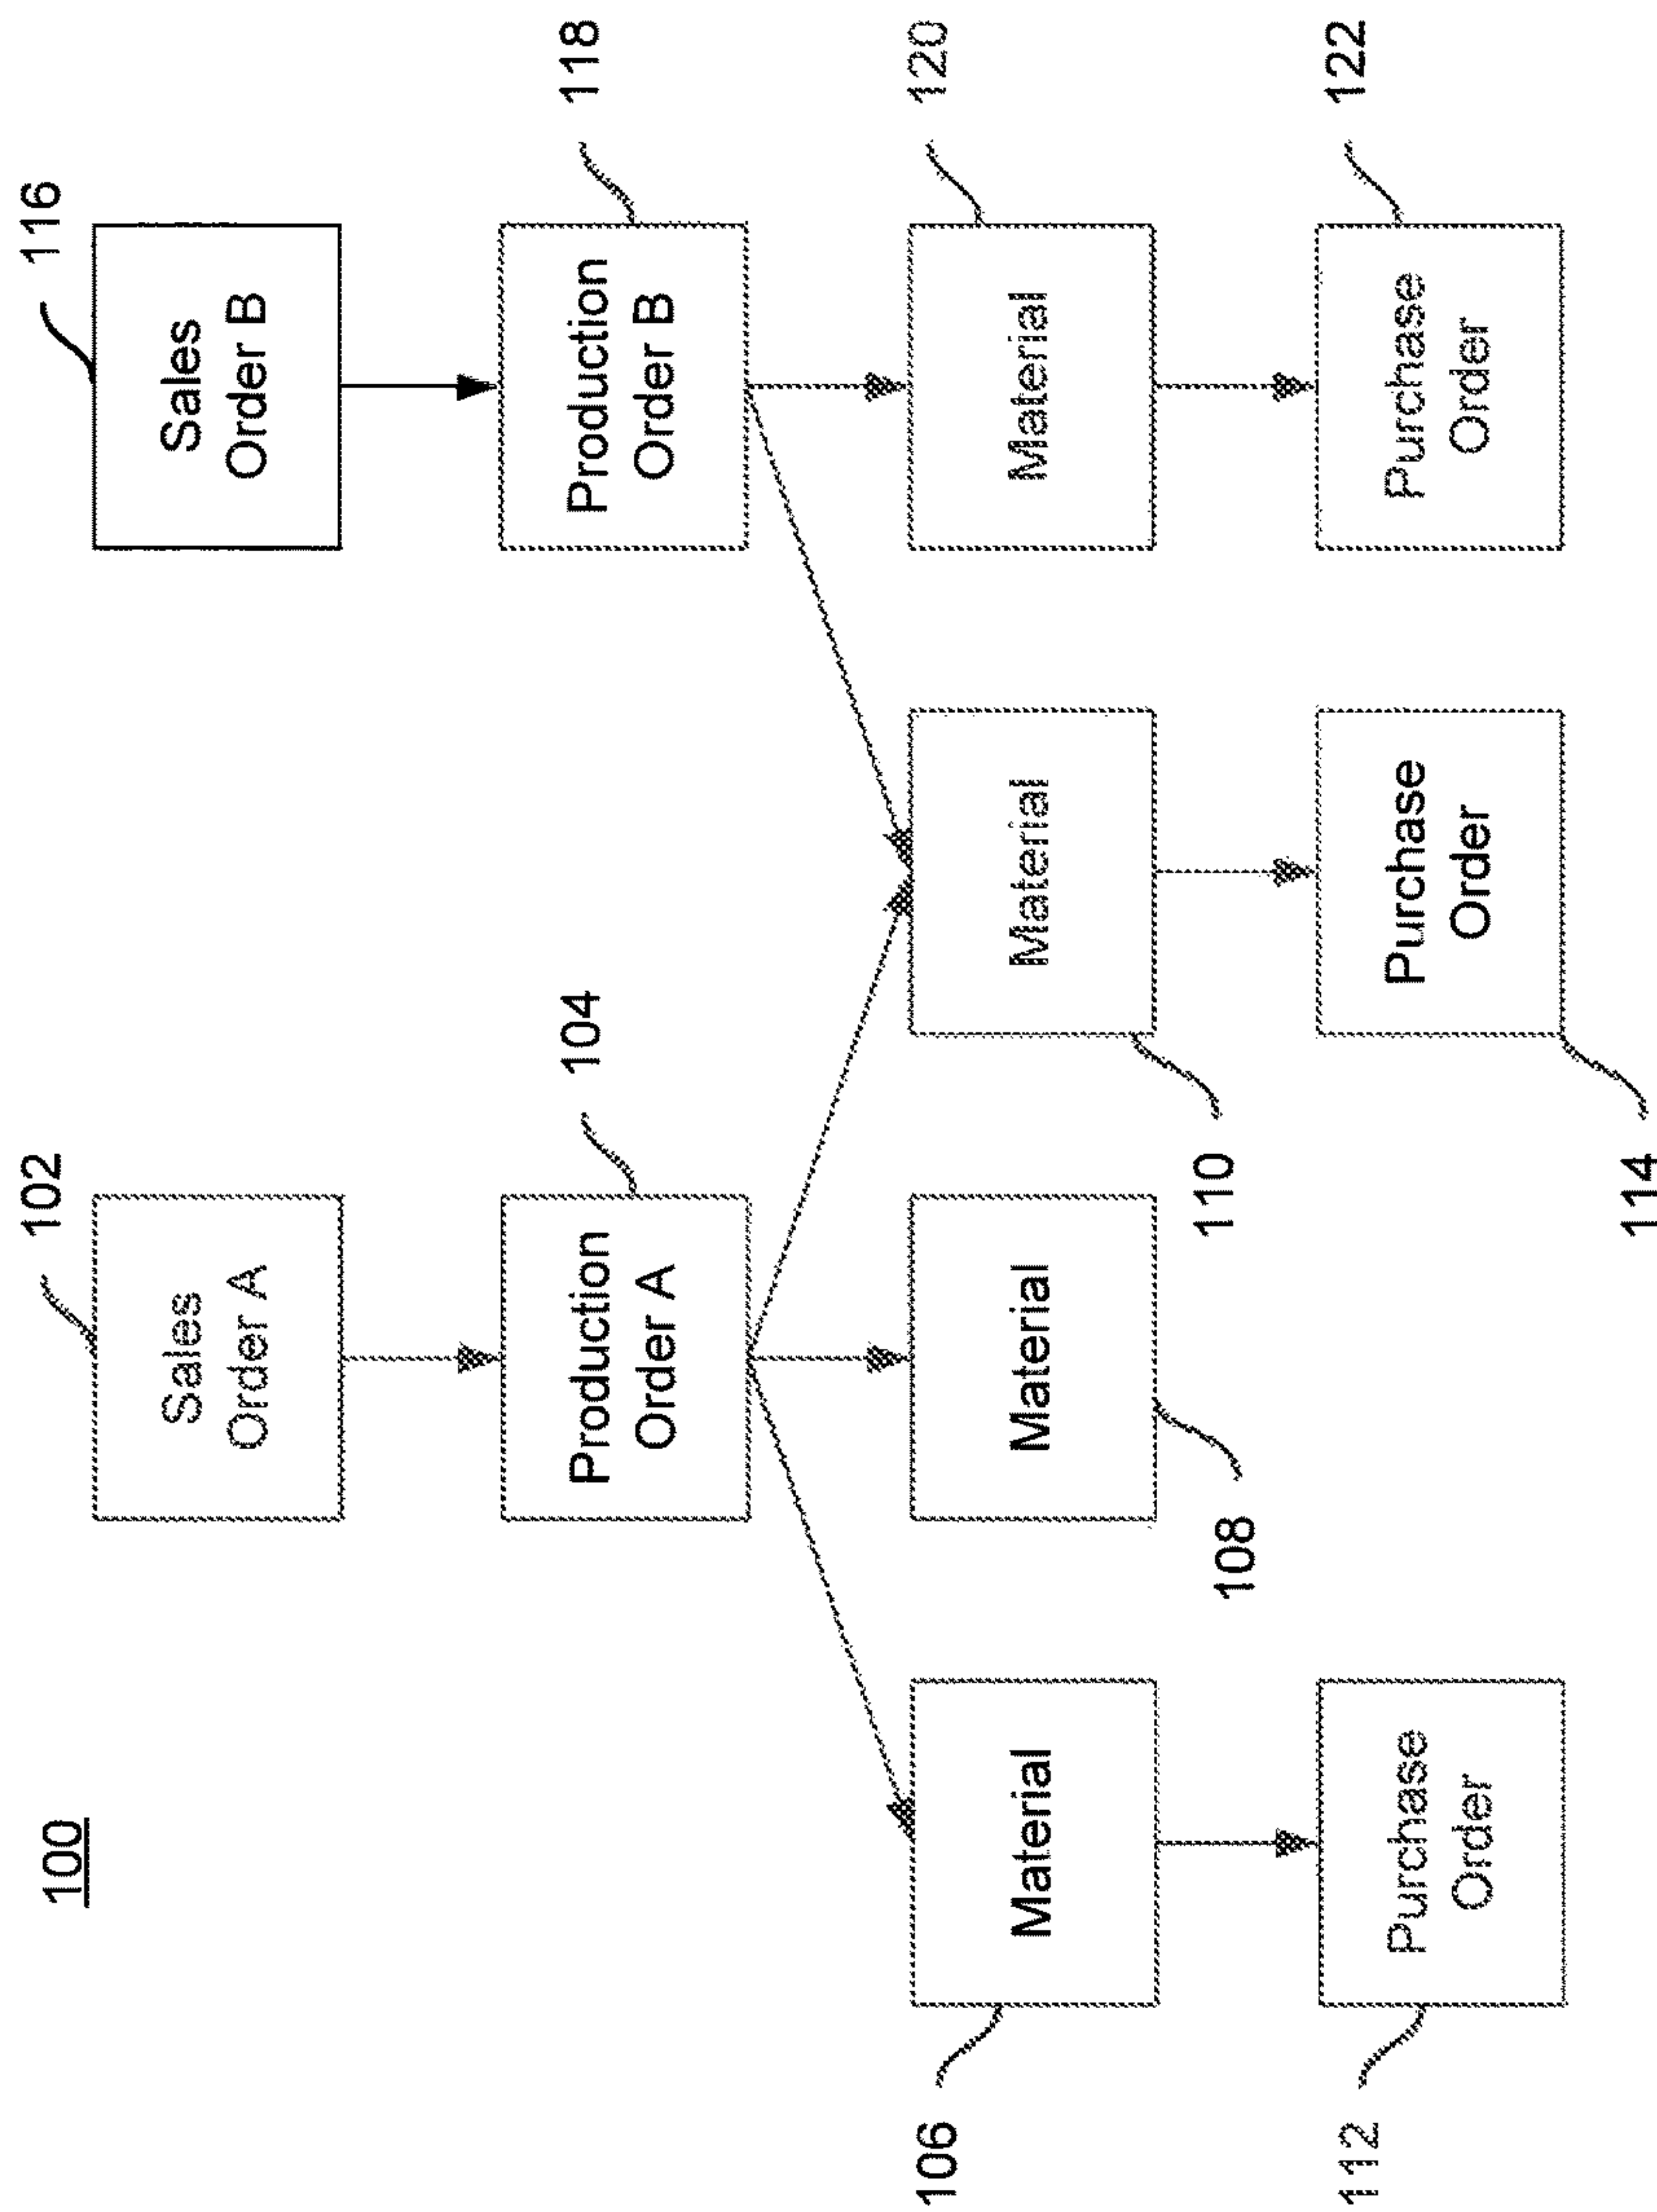 100
102
Sales
Order A
116
Sales
Order B
104
Production
Order A
118
Production
Order B
106
Material
108
Material
110
Material
120
Material
112
Purchase
Order
114
Purchase
Order
122
Purchase
Order